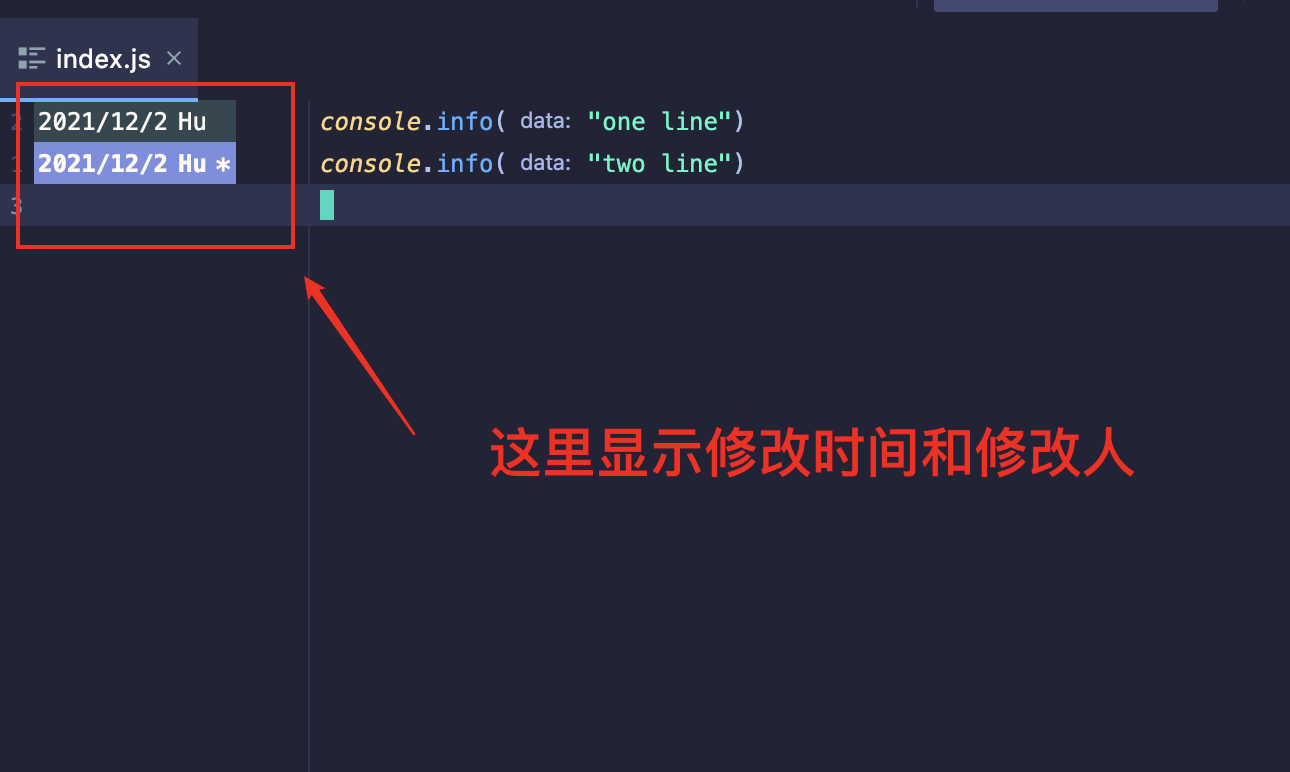 index.js
2 2021/12/2 Hu console.info( data: "one line")
1 2021/12/2 Hu * console.info( data: "two line")
3
这里显示修改时间和修改人